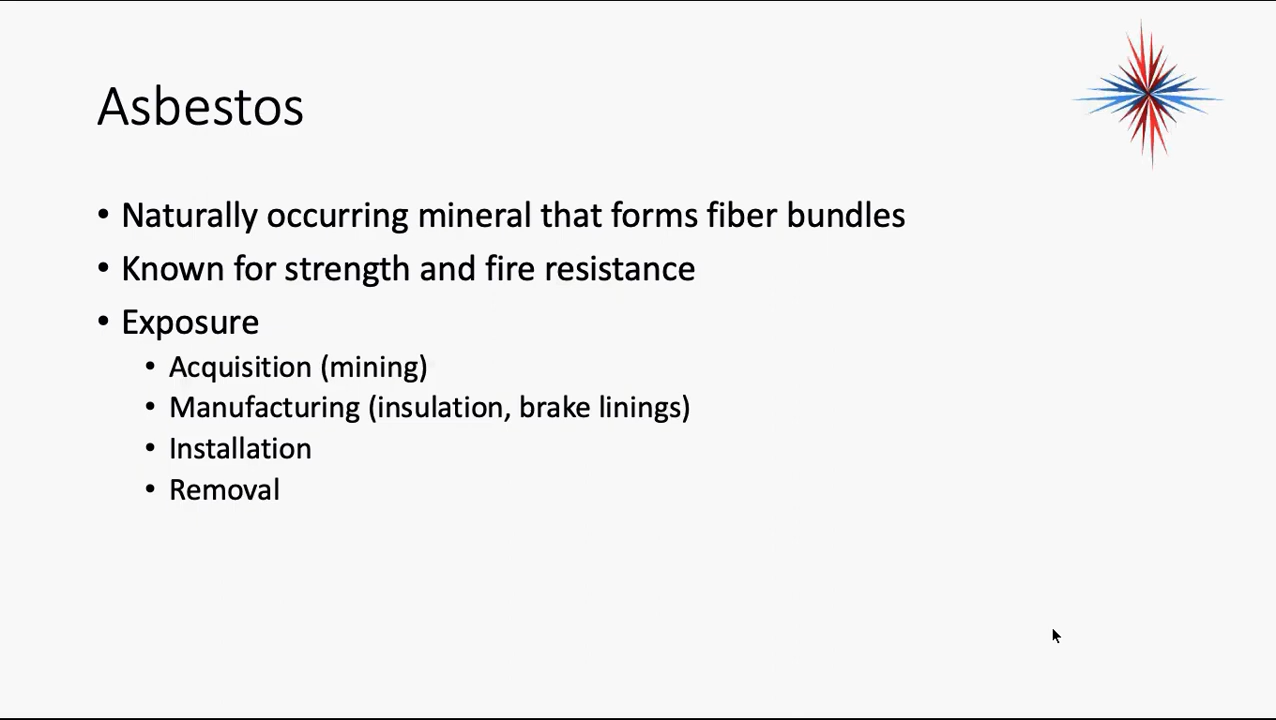 Asbestos
• Naturally occurring mineral that forms fiber bundles
• Known for strength and fire resistance
• Exposure
• Acquisition (mining)
• Manufacturing (insulation, brake linings)
• Installation
• Removal